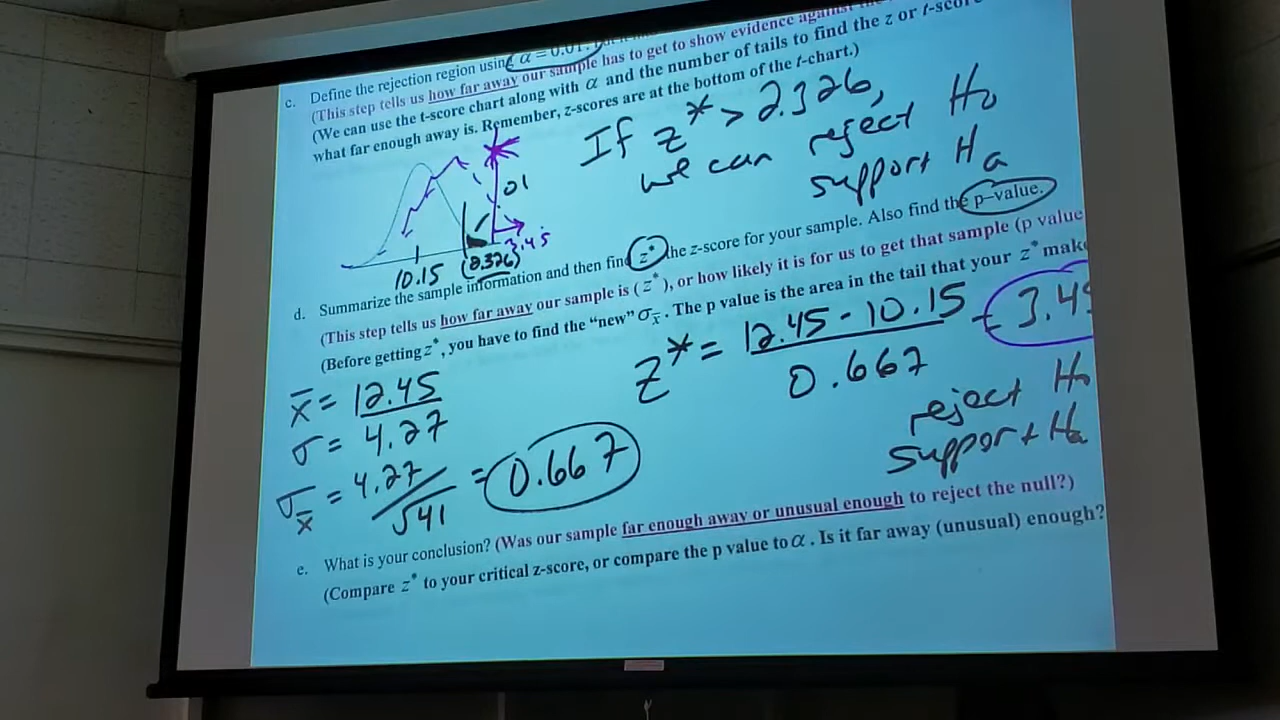 c. Define the rejection region using α = 0.01.
(This step tells us how far away our sample has to get to show evidence against the
(We can use the t-score chart along with α and the number of tails to find the z or t-score
what far enough away is. Remember, z-scores are at the bottom of the t-chart.)
If z* > 2.326,
we can reject H₀
support Hₐ
.01
3.45
10.15 (2.326)
d. Summarize the sample information and then find z* the z-score for your sample. Also find the p–value.
(This step tells us how far away our sample is (z*), or how likely it is for us to get that sample (p value
(Before getting z*, you have to find the “new” σx̄. The p value is the area in the tail that your z* make
z* = 12.45 - 10.15 / 0.667 = 3.45
x̄ = 12.45
σ = 4.27
σx̄ = 4.27/√41 = 0.667
reject H₀
support Hₐ
e. What is your conclusion? (Was our sample far enough away or unusual enough to reject the null?)
(Compare z* to your critical z-score, or compare the p value to α. Is it far away (unusual) enough?